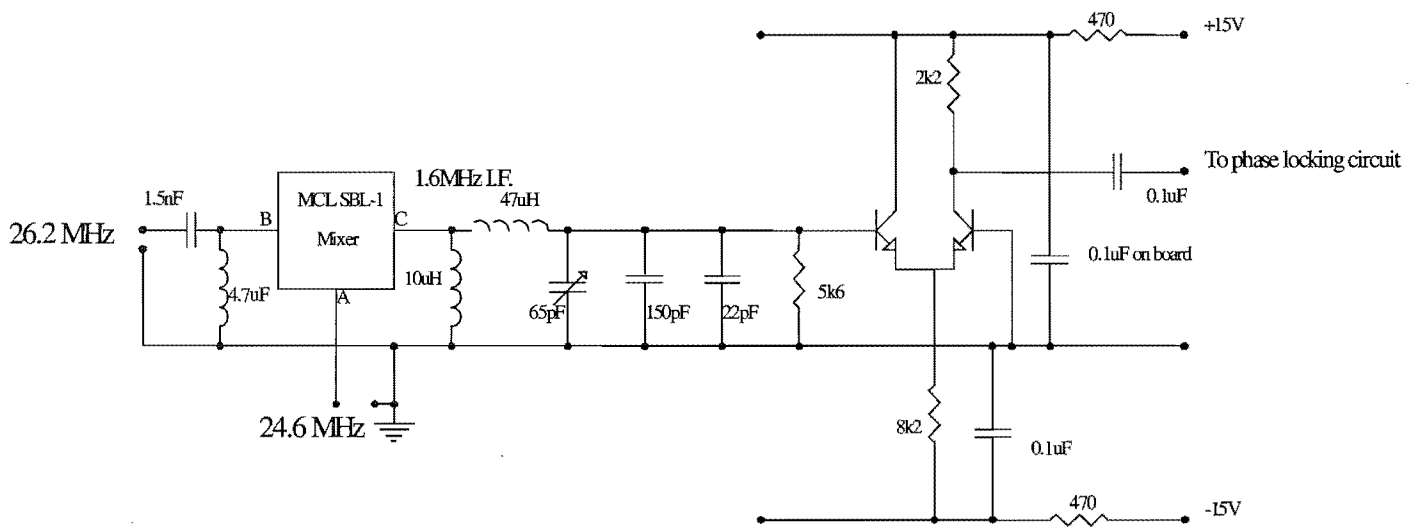 470
+15V
2k2
To phase locking circuit
0.1uF
1.6MHz I.F.
47uH
1.5nF
MCL SBL-1
Mixer
B
C
A
26.2 MHz
4.7uF
10uH
65pF
150pF
22pF
5k6
0.1uF on board
24.6 MHz
8k2
0.1uF
470
-15V